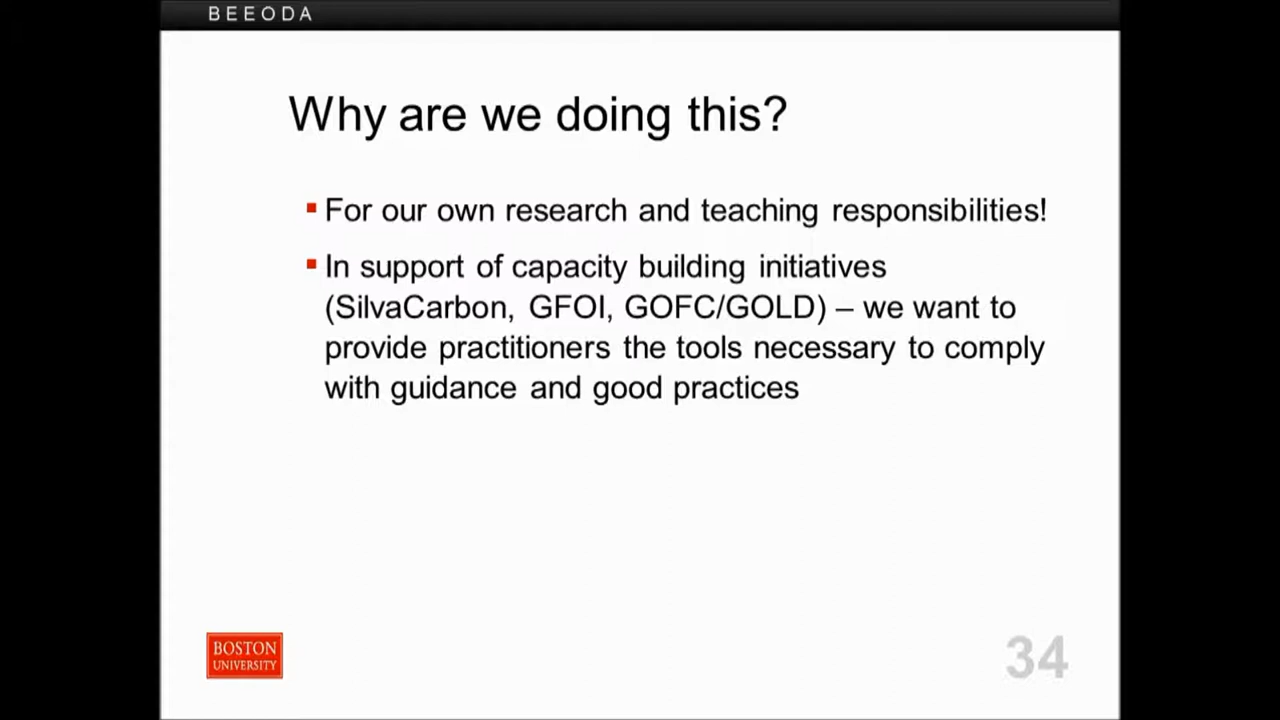 BEEODA
Why are we doing this?
▪ For our own research and teaching responsibilities!
▪ In support of capacity building initiatives
(SilvaCarbon, GFOI, GOFC/GOLD) – we want to
provide practitioners the tools necessary to comply
with guidance and good practices
BOSTON
UNIVERSITY
34